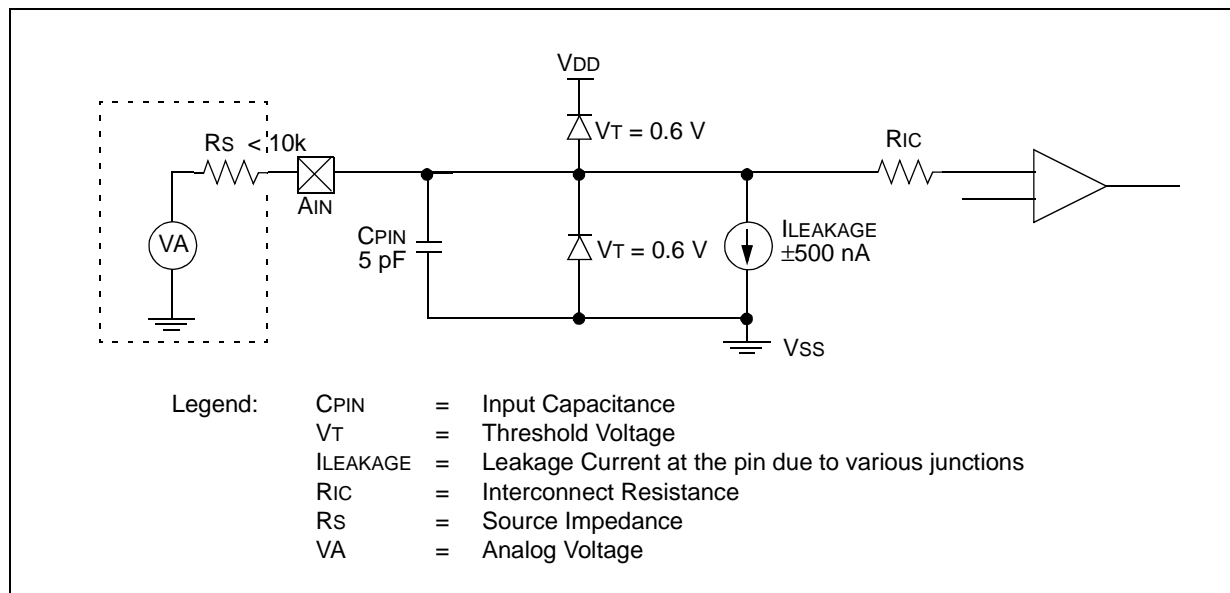 VDD
RS < 10k
VT = 0.6 V
RIC
AIN
VA
CPIN
5 pF
VT = 0.6 V
ILEAKAGE
±500 nA
VSS
Legend: CPIN = Input Capacitance
VT = Threshold Voltage
ILEAKAGE = Leakage Current at the pin due to various junctions
RIC = Interconnect Resistance
RS = Source Impedance
VA = Analog Voltage